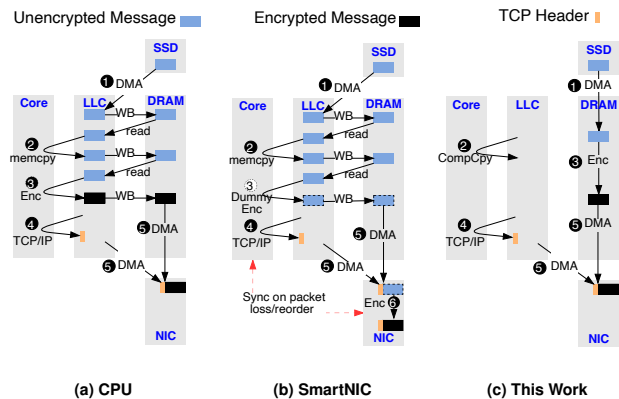 Unencrypted Message Encrypted Message TCP Header
SSD SSD SSD
1 DMA 1 DMA 1 DMA
Core LLC DRAM Core LLC DRAM Core LLC DRAM
WB WB
read read
2 memcpy WB 2 memcpy WB 2 CompCpy
read read
3 Enc WB 3 Dummy Enc WB 3 Enc
4 TCP/IP 5 DMA 4 TCP/IP 5 DMA 4 TCP/IP 5 DMA
5 DMA 5 DMA 5 DMA
Sync on packet
loss/reorder
Enc 6
NIC NIC NIC
(a) CPU (b) SmartNIC (c) This Work